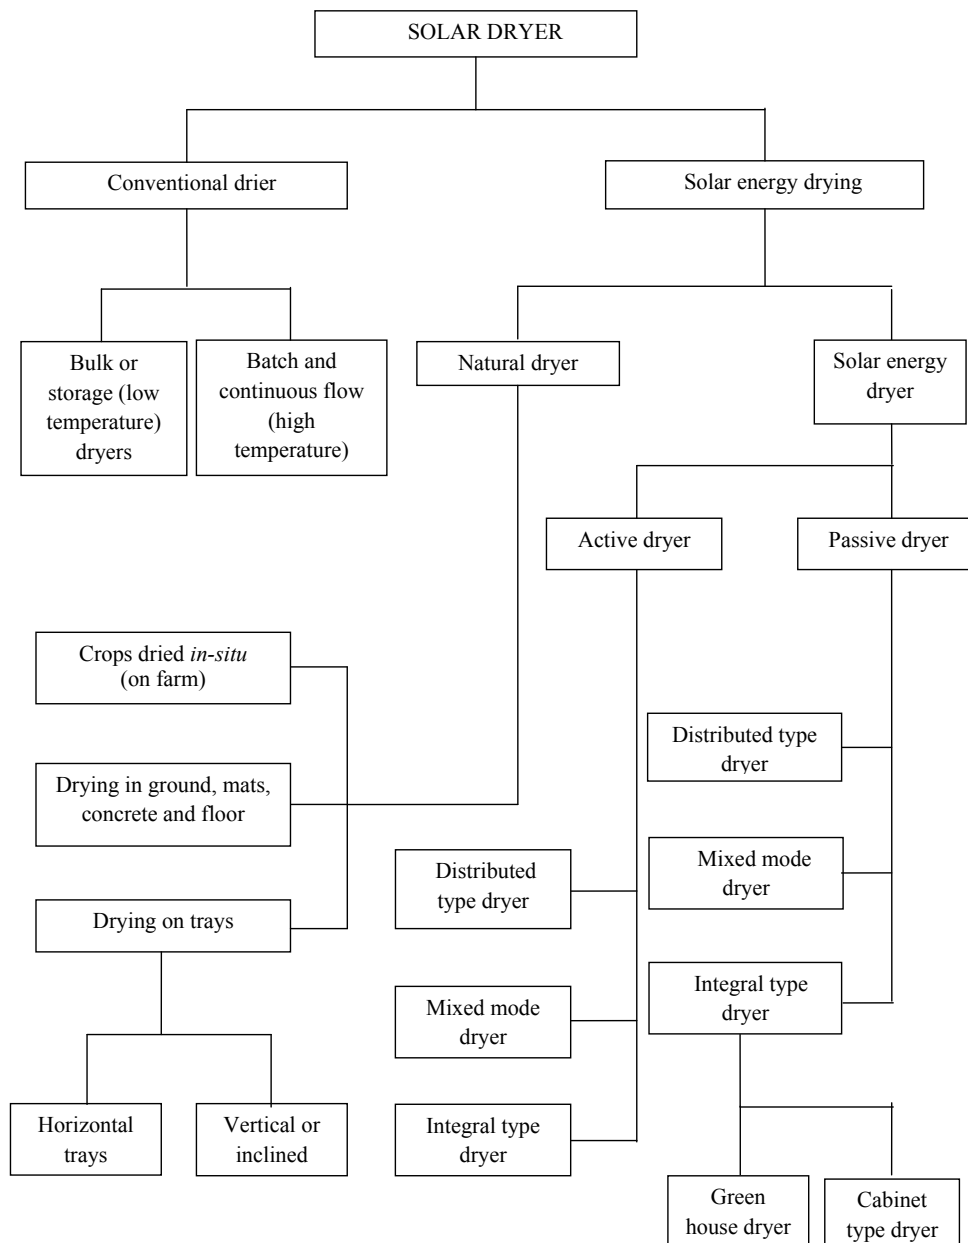 SOLAR DRYER
Conventional drier
Solar energy drying
Bulk or
storage (low
temperature)
dryers
Batch and
continuous flow
(high
temperature)
Natural dryer
Solar energy
dryer
Active dryer
Passive dryer
Crops dried in-situ
(on farm)
Drying in ground, mats,
concrete and floor
Drying on trays
Horizontal
trays
Vertical or
inclined
Distributed
type dryer
Mixed mode
dryer
Integral type
dryer
Distributed type
dryer
Mixed mode
dryer
Integral type
dryer
Green
house dryer
Cabinet
type dryer